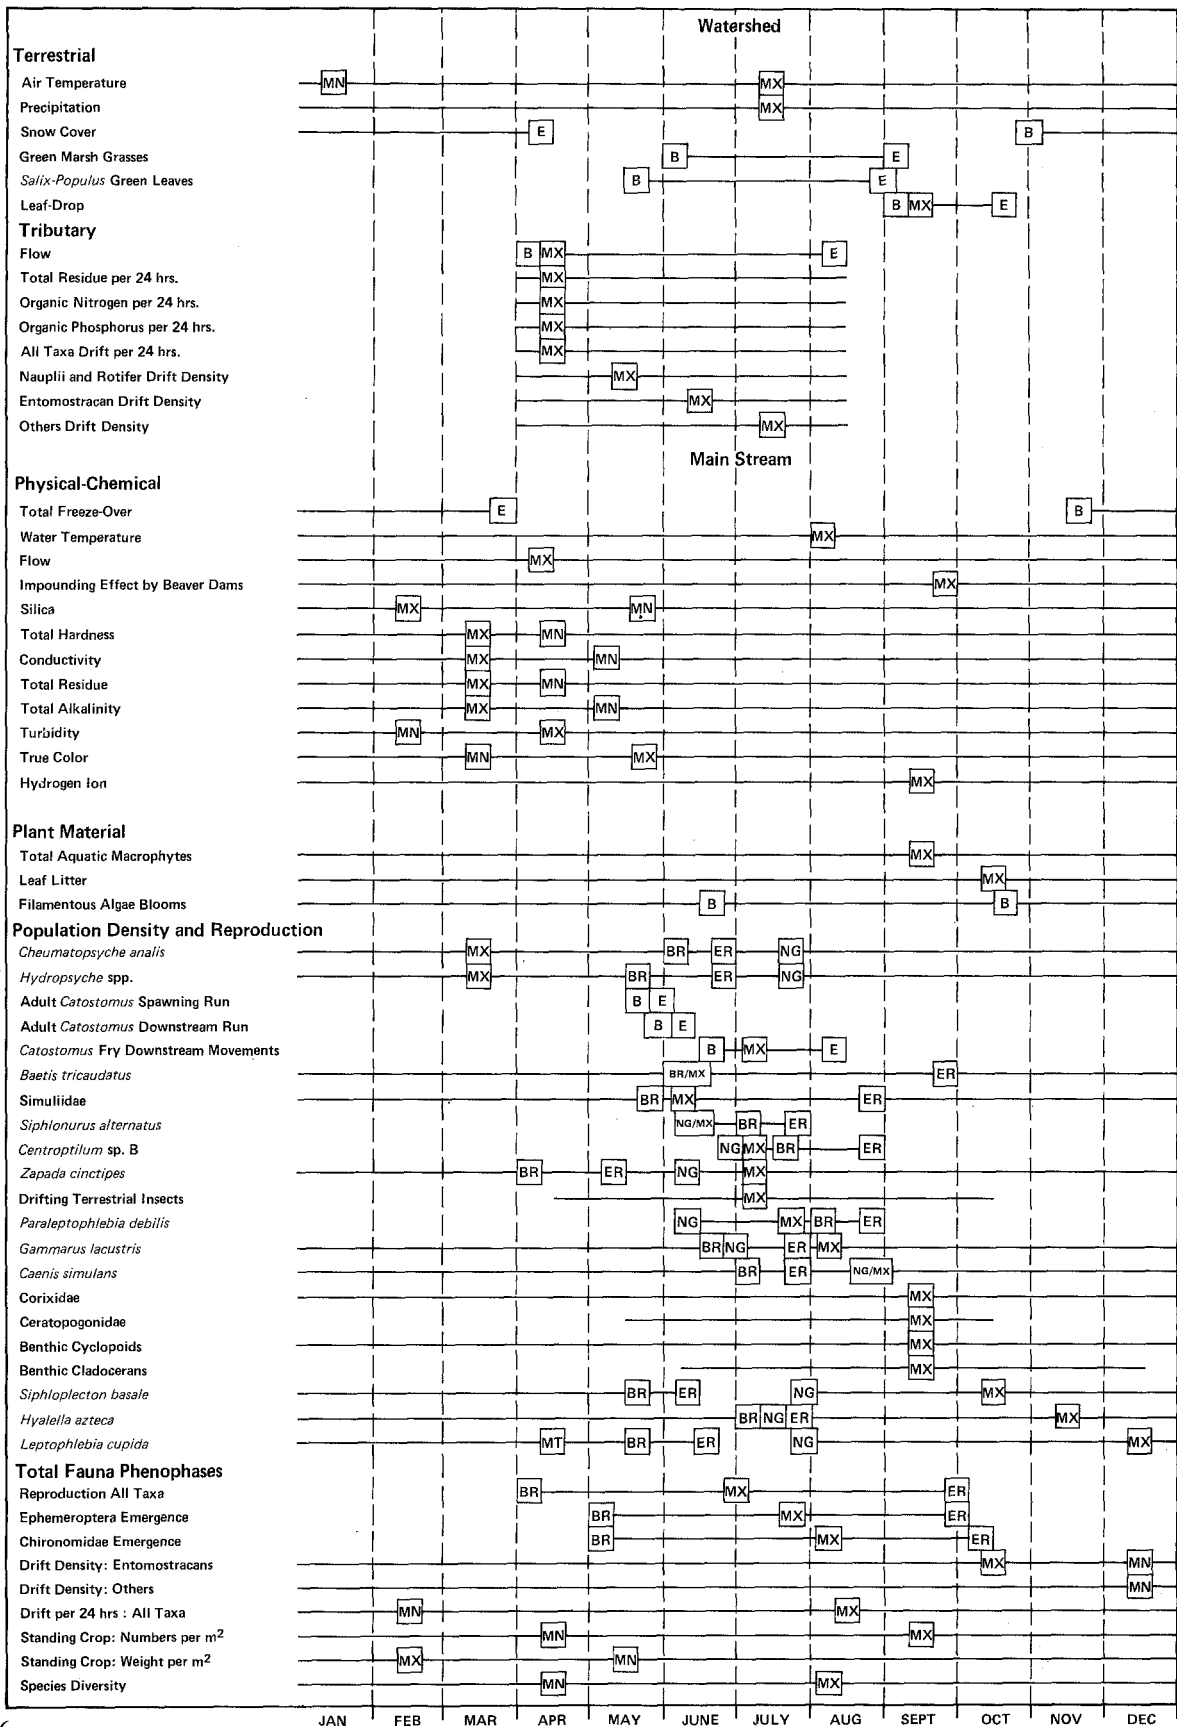 Watershed
Terrestrial
Air Temperature MN MX
Precipitation MX
Snow Cover E B
Green Marsh Grasses B E
Salix-Populus Green Leaves B E
Leaf-Drop B MX E
Tributary
Flow B MX E
Total Residue per 24 hrs. MX
Organic Nitrogen per 24 hrs. MX
Organic Phosphorus per 24 hrs. MX
All Taxa Drift per 24 hrs. MX
Nauplii and Rotifer Drift Density MX
Entomostracan Drift Density MX
Others Drift Density MX
Main Stream
Physical-Chemical
Total Freeze-Over E B
Water Temperature MX
Flow MX
Impounding Effect by Beaver Dams MX
Silica MX MN
Total Hardness MX MN
Conductivity MX MN
Total Residue MX MN
Total Alkalinity MX MN
Turbidity MN MX
True Color MN MX
Hydrogen Ion MX
Plant Material
Total Aquatic Macrophytes MX
Leaf Litter MX
Filamentous Algae Blooms B B
Population Density and Reproduction
Cheumatopsyche analis MX BR ER NG
Hydropsyche spp. MX BR ER NG
Adult Catostomus Spawning Run B E
Adult Catostomus Downstream Run B E
Catostomus Fry Downstream Movements B MX E
Baetis tricaudatus BR/MX ER
Simuliidae BR MX ER
Siphlonurus alternatus NG/MX BR ER
Centroptilum sp. B NG MX BR ER
Zapada cinctipes BR ER NG MX
Drifting Terrestrial Insects MX
Paraleptophlebia debilis NG MX BR ER
Gammarus lacustris BR NG ER MX
Caenis simulans BR ER NG/MX
Corixidae MX
Ceratopogonidae MX
Benthic Cyclopoids MX
Benthic Cladocerans MX
Siphloplecton basale BR ER NG MX
Hyalella azteca BR NG ER MX
Leptophlebia cupida MT BR ER NG MX
Total Fauna Phenophases
Reproduction All Taxa BR MX ER
Ephemeroptera Emergence BR MX ER
Chironomidae Emergence BR MX ER
Drift Density: Entomostracans MX MN
Drift Density: Others MN
Drift per 24 hrs : All Taxa MN MX
Standing Crop: Numbers per m2 MN MX
Standing Crop: Weight per m2 MX MN
Species Diversity MN MX
JAN FEB MAR APR MAY JUNE JULY AUG SEPT OCT NOV DEC